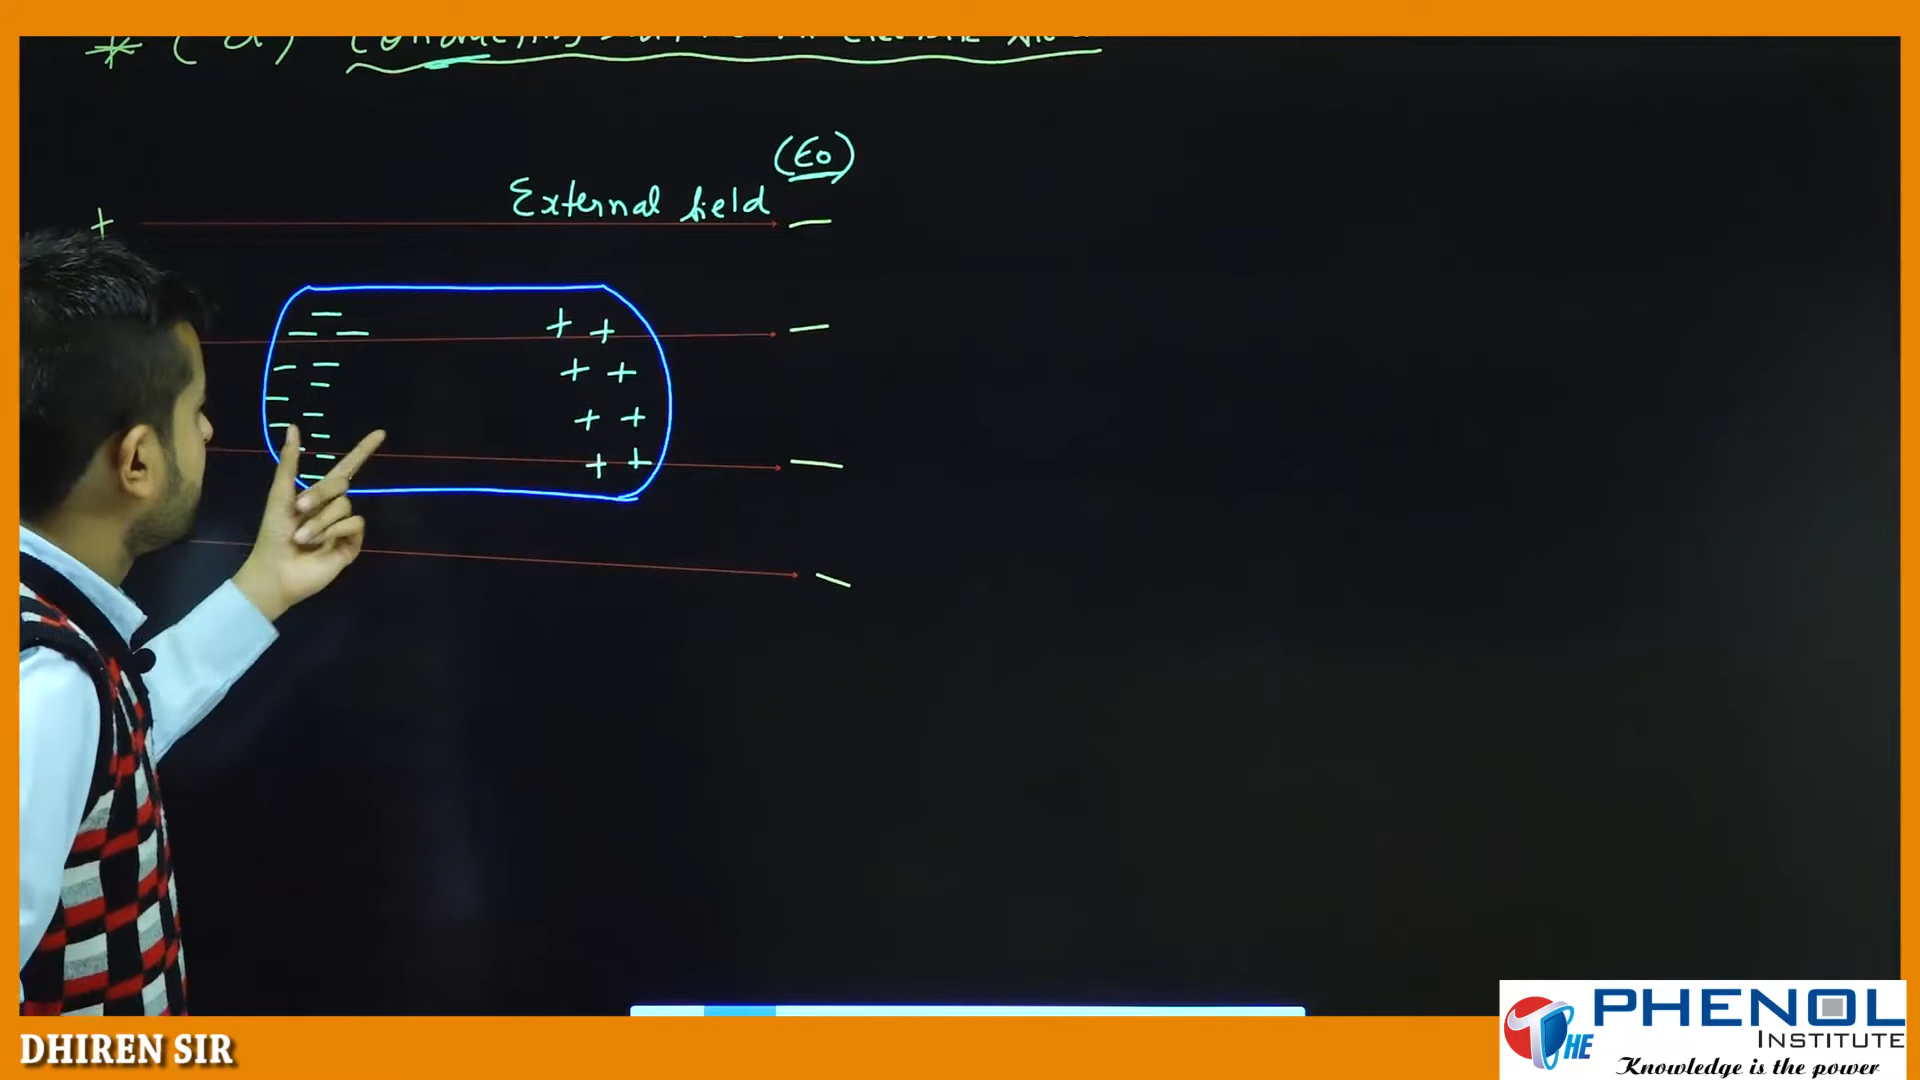 (E0)
External field
+ —
—
+ +
+ +
+ +
+ +
—
—
DHIREN SIR
THE PHENOL
INSTITUTE
Knowledge is the power